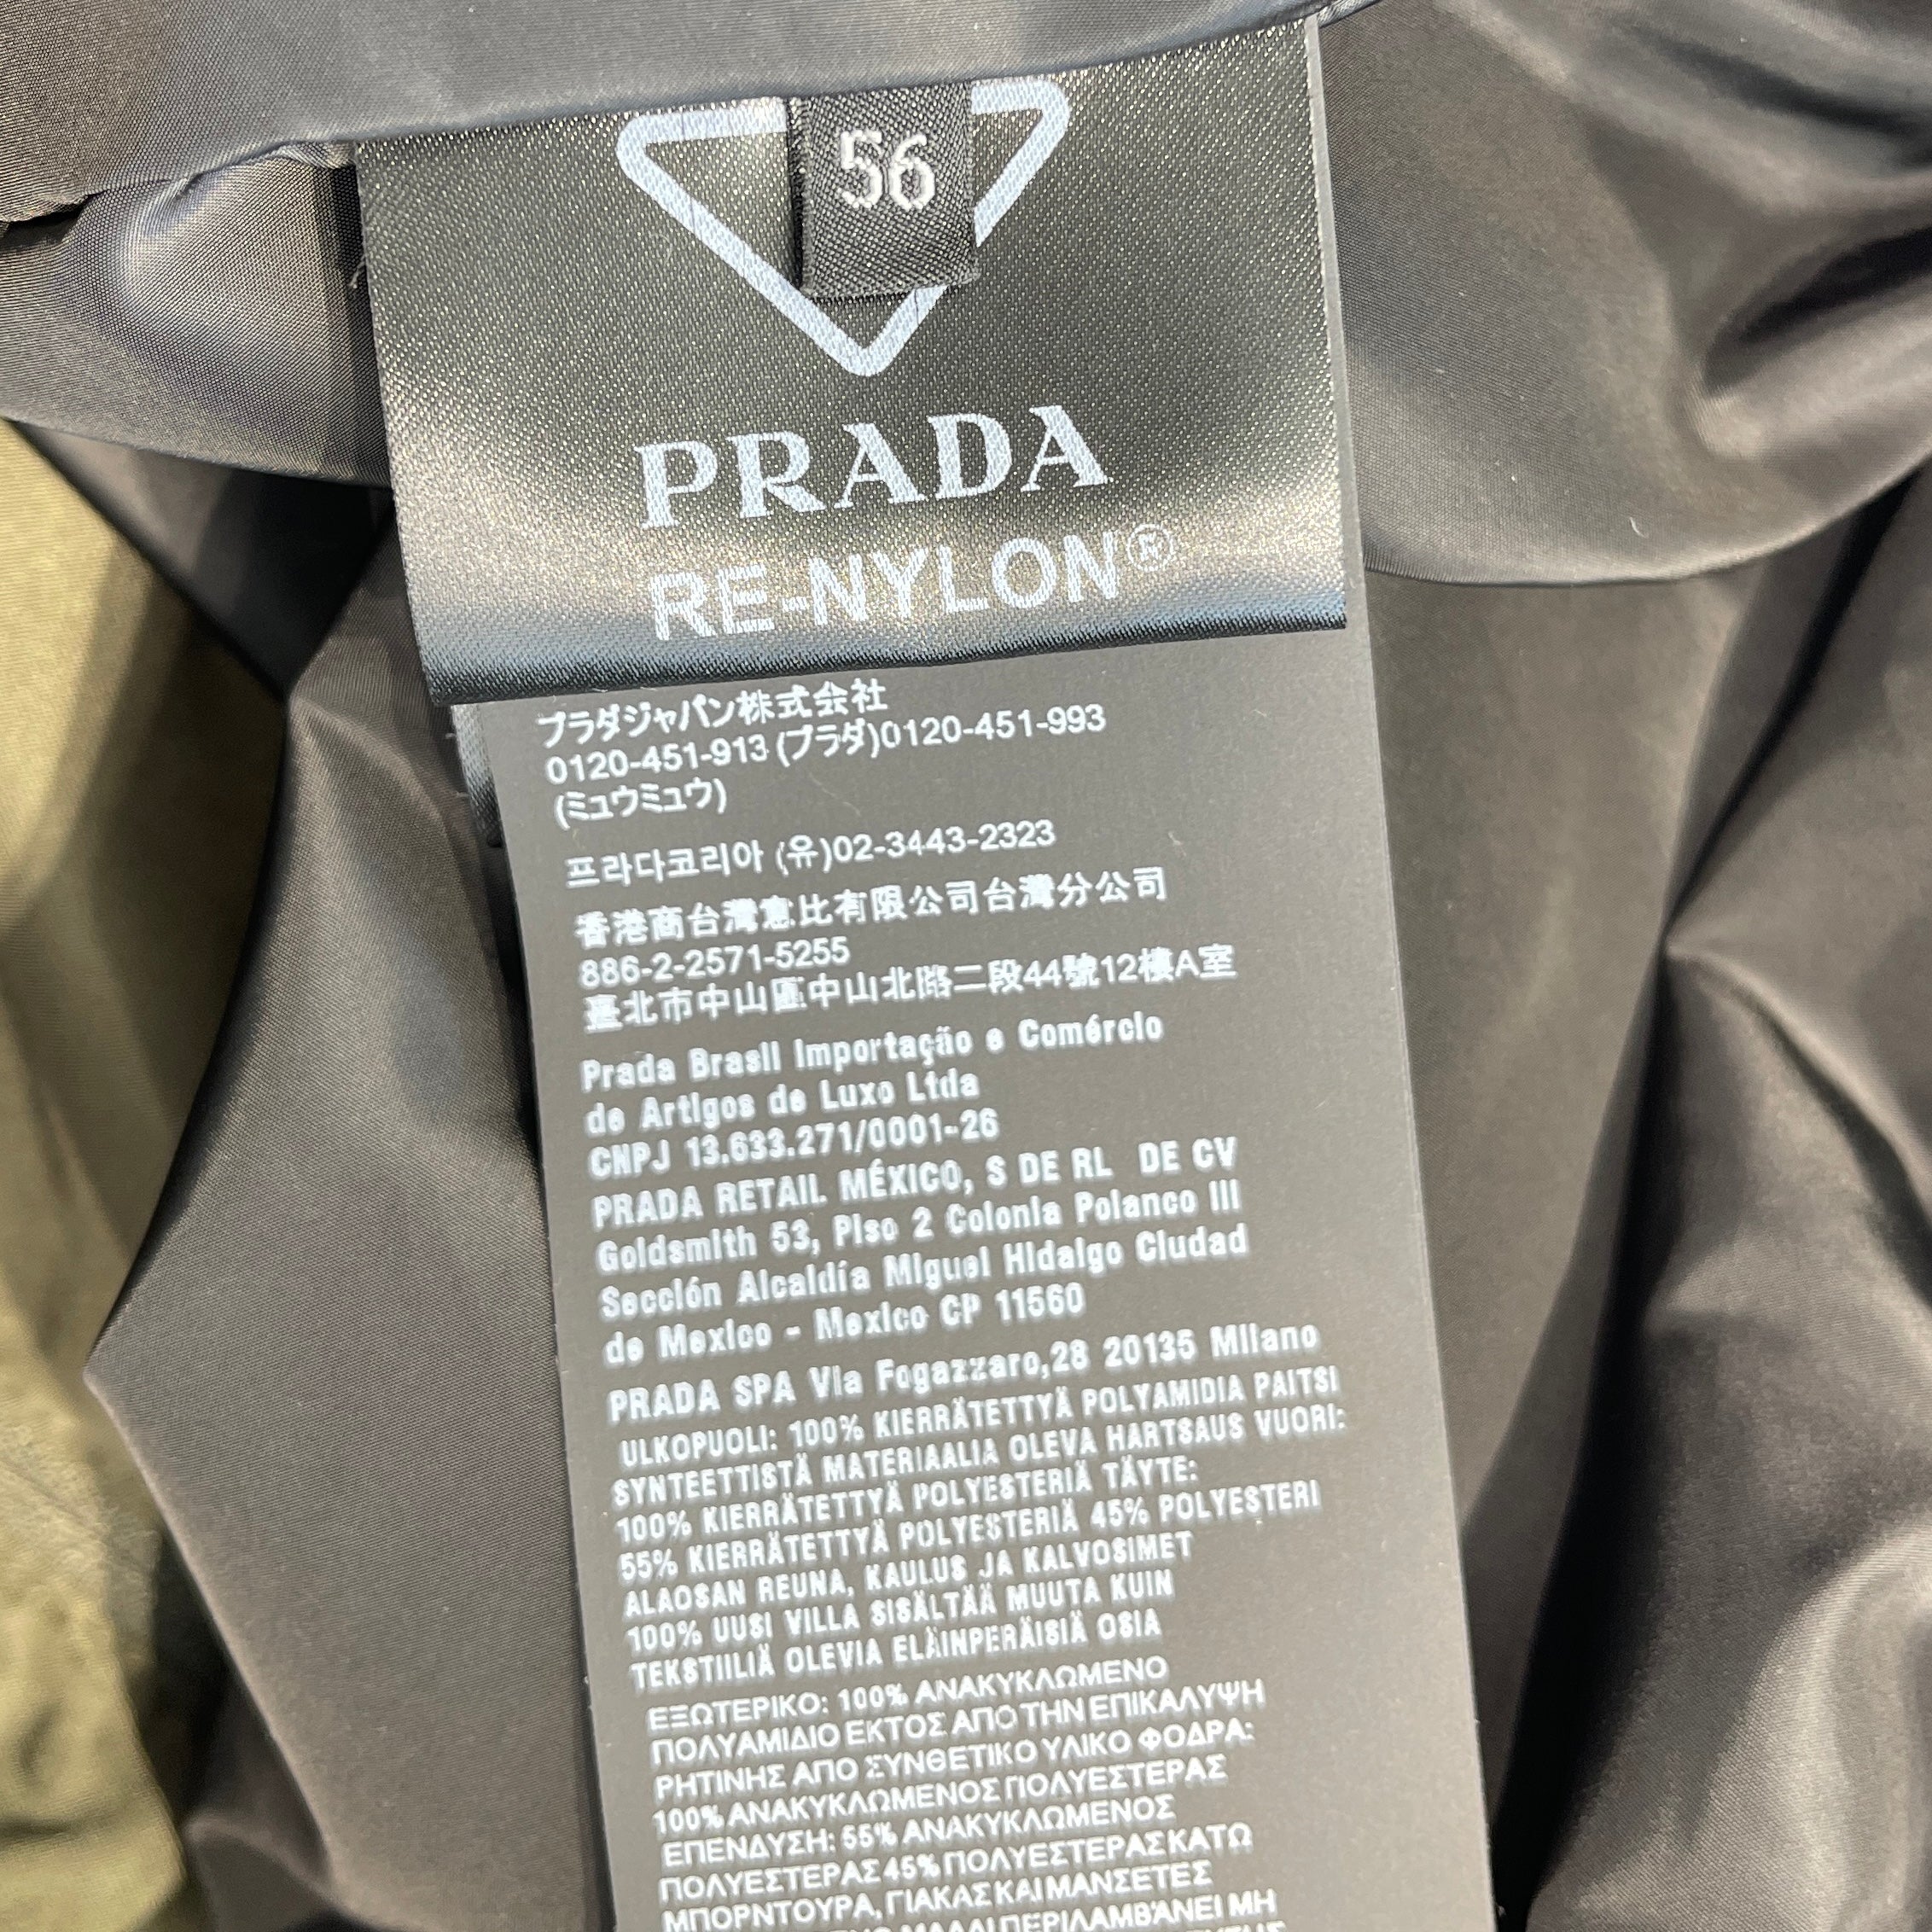 56
PRADA
RE-NYLON®
プラダジャパン株式会社
0120-451-913 (プラダ)0120-451-993
(ミュウミュウ)
프라다코리아 (유)02-3443-2323
香港商台灣惠比有限公司台灣分公司
886-2-2571-5255
臺北市中山區中山北路二段44號12樓A室
Prada Brasil Importação e Comércio
de Artigos de Luxo Ltda
CNPJ 13.633.271/0001-26
PRADA RETAIL MÉXICO, S DE RL DE CV
Goldsmith 53, Piso 2 Colonia Polanco III
Sección Alcaldía Miguel Hidalgo Ciudad
de Mexico - Mexico CP 11560
PRADA SPA Via Fogazzaro,28 20135 Milano
ULKOPUOLI: 100% KIERRÄTETTYÄ POLYAMIDIA PAITSI
SYNTEETTISTÄ MATERIAALIA OLEVA HARTSAUS VUORI:
100% KIERRÄTETTYÄ POLYESTERIÄ TÄYTE:
55% KIERRÄTETTYÄ POLYESTERIÄ 45% POLYESTERI
ALAOSAN REUNA, KAULUS JA KALVOSIMET
100% UUSI VILLA SISÄLTÄÄ MUUTA KUIN
TEKSTIILIÄ OLEVIA ELÄINPERÄISIÄ OSIA
ΕΞΩΤΕΡΙΚΟ: 100% ΑΝΑΚΥΚΛΩΜΕΝΟ
ΠΟΛΥΑΜΙΔΙΟ ΕΚΤΟΣ ΑΠΟ ΤΗΝ ΕΠΙΚΑΛΥΨΗ
ΡΗΤΙΝΗΣ ΑΠΟ ΣΥΝΘΕΤΙΚΟ ΥΛΙΚΟ ΦΟΔΡΑ:
100% ΑΝΑΚΥΚΛΩΜΕΝΟΣ ΠΟΛΥΕΣΤΕΡΑΣ
ΕΠΕΝΔΥΣΗ: 55% ΑΝΑΚΥΚΛΩΜΕΝΟΣ
ΠΟΛΥΕΣΤΕΡΑΣ 45% ΠΟΛΥΕΣΤΕΡΑΣ ΚΑΤΩ
ΜΠΟΡΝΤΟΥΡΑ, ΓΙΑΚΑΣ ΚΑΙ ΜΑΝΣΕΤΕΣ
ΜΑΛΛΙ ΠΕΡΙΛΑΜΒΑΝΕΙ ΜΗ